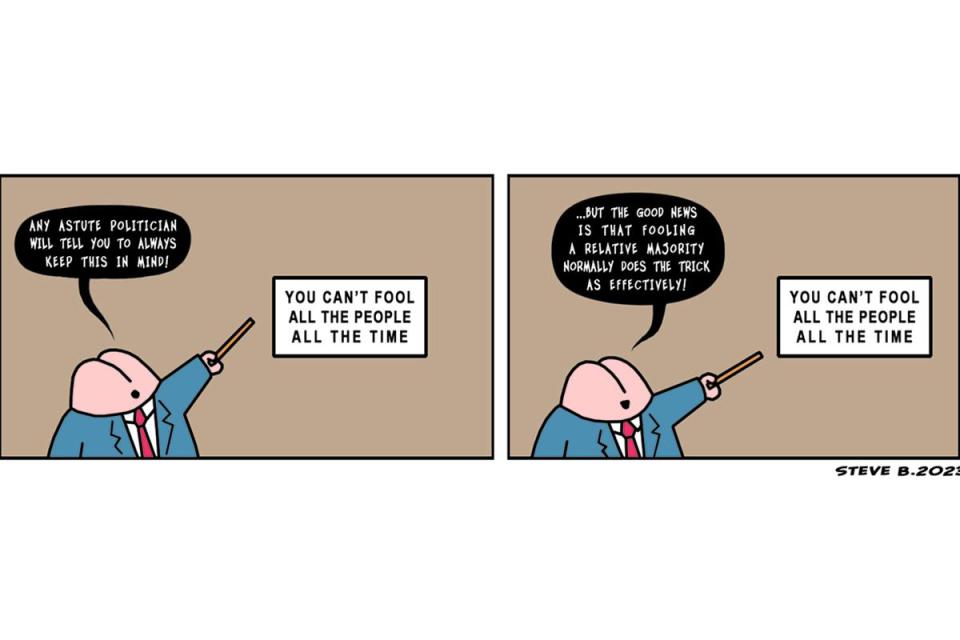 ANY ASTUTE POLITICIAN
WILL TELL YOU TO ALWAYS
KEEP THIS IN MIND!
YOU CAN'T FOOL
ALL THE PEOPLE
ALL THE TIME
...BUT THE GOOD NEWS
IS THAT FOOLING
A RELATIVE MAJORITY
NORMALLY DOES THE TRICK
AS EFFECTIVELY!
YOU CAN'T FOOL
ALL THE PEOPLE
ALL THE TIME
STEVE B.2023